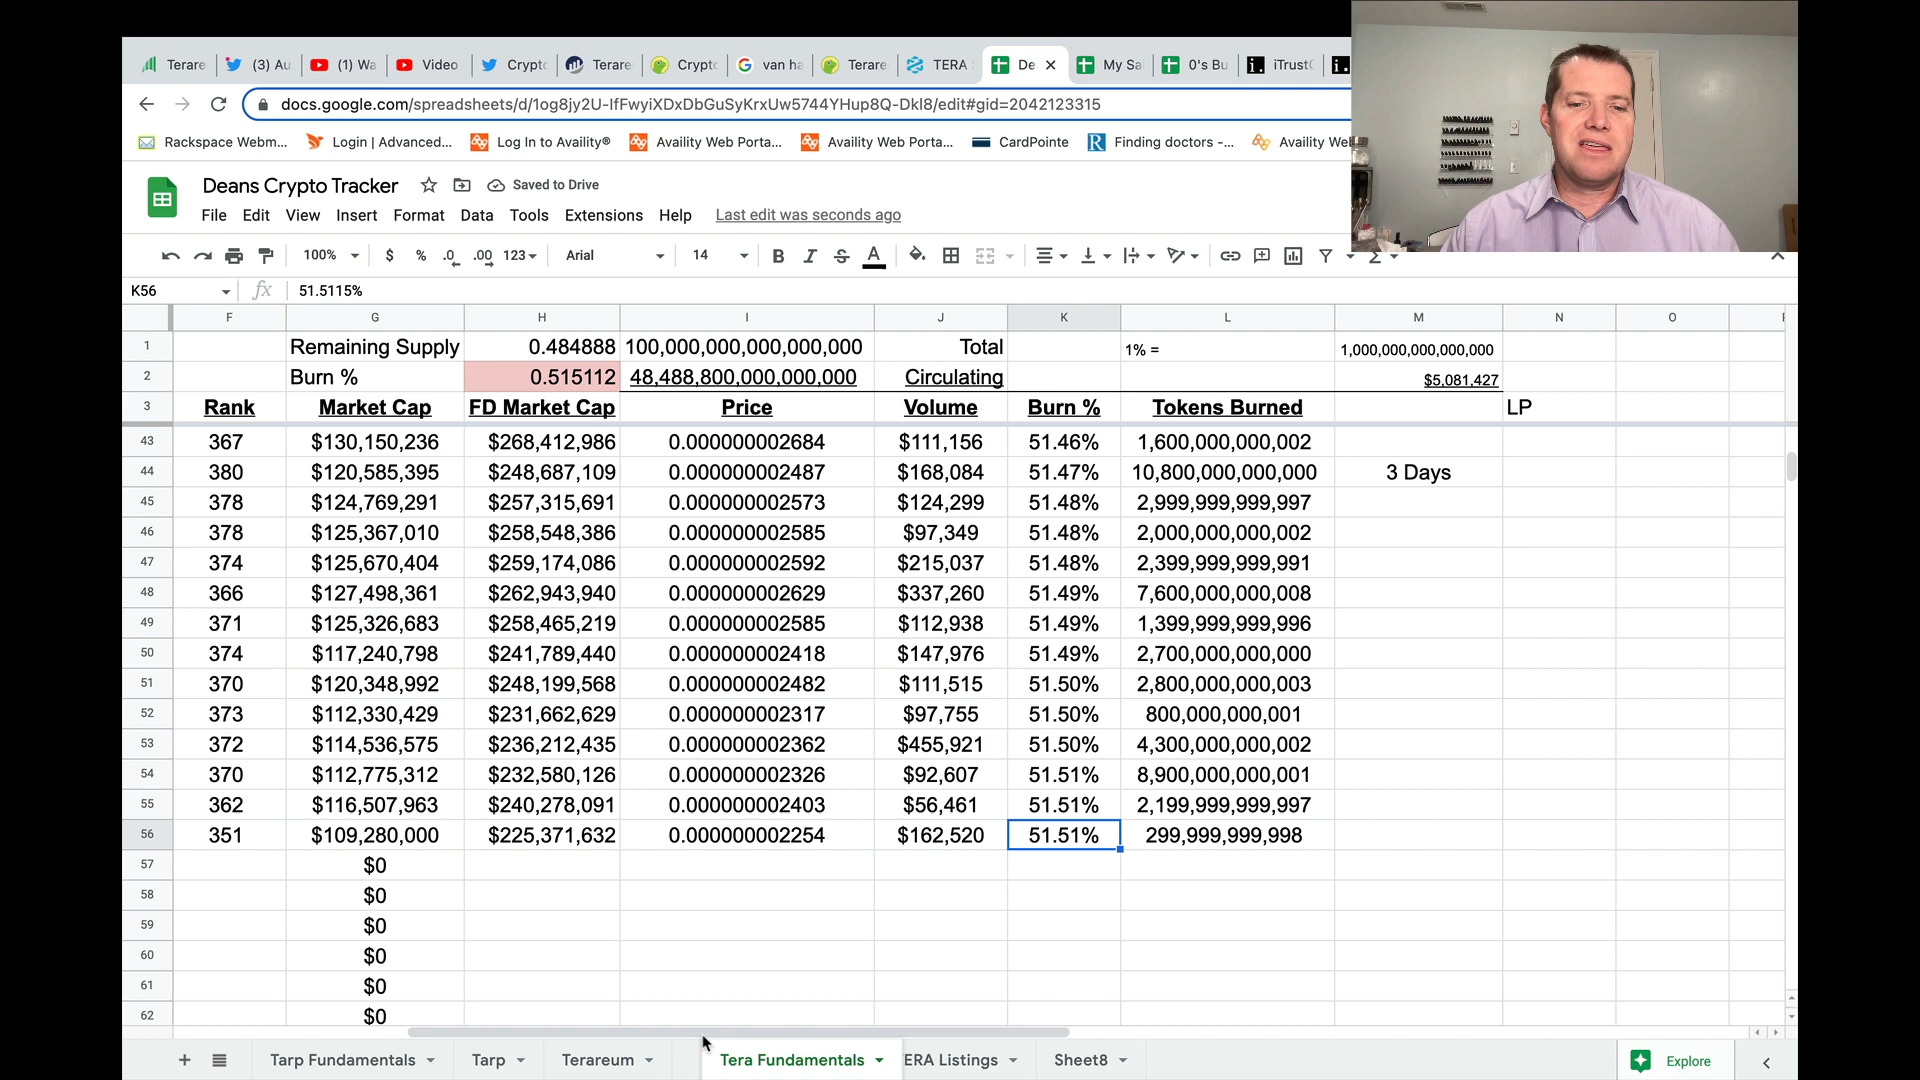 Terare (3) Au (1) Wa Video Crypto Terare Crypto van ha Terare TERA De My Sa 0's Bu iTrustC
docs.google.com/spreadsheets/d/1og8jy2U-IfFwyiXDxDbGuSyKrxUw5744YHup8Q-Dkl8/edit#gid=2042123315
Rackspace Webm... Login | Advanced... Log In to Availity® Availity Web Porta... Availity Web Porta... CardPointe Finding doctors -... Availity Web
Deans Crypto Tracker Saved to Drive
File Edit View Insert Format Data Tools Extensions Help Last edit was seconds ago
100% $ % .0 .00 123 Arial 14 B I S A
K56 fx 51.5115%
F G H I J K L M N O
1 Remaining Supply 0.484888 100,000,000,000,000,000 Total 1% = 1,000,000,000,000,000
2 Burn % 0.515112 48,488,800,000,000,000 Circulating $5,081,427
3 Rank Market Cap FD Market Cap Price Volume Burn % Tokens Burned LP
43 367 $130,150,236 $268,412,986 0.000000002684 $111,156 51.46% 1,600,000,000,002
44 380 $120,585,395 $248,687,109 0.000000002487 $168,084 51.47% 10,800,000,000,000 3 Days
45 378 $124,769,291 $257,315,691 0.000000002573 $124,299 51.48% 2,999,999,999,997
46 378 $125,367,010 $258,548,386 0.000000002585 $97,349 51.48% 2,000,000,000,002
47 374 $125,670,404 $259,174,086 0.000000002592 $215,037 51.48% 2,399,999,999,991
48 366 $127,498,361 $262,943,940 0.000000002629 $337,260 51.49% 7,600,000,000,008
49 371 $125,326,683 $258,465,219 0.000000002585 $112,938 51.49% 1,399,999,999,996
50 374 $117,240,798 $241,789,440 0.000000002418 $147,976 51.49% 2,700,000,000,000
51 370 $120,348,992 $248,199,568 0.000000002482 $111,515 51.50% 2,800,000,000,003
52 373 $112,330,429 $231,662,629 0.000000002317 $97,755 51.50% 800,000,000,001
53 372 $114,536,575 $236,212,435 0.000000002362 $455,921 51.50% 4,300,000,000,002
54 370 $112,775,312 $232,580,126 0.000000002326 $92,607 51.51% 8,900,000,000,001
55 362 $116,507,963 $240,278,091 0.000000002403 $56,461 51.51% 2,199,999,999,997
56 351 $109,280,000 $225,371,632 0.000000002254 $162,520 51.51% 299,999,999,998
57 $0
58 $0
59 $0
60 $0
61 $0
62 $0
Tarp Fundamentals Tarp Terareum Tera Fundamentals ERA Listings Sheet8 Explore